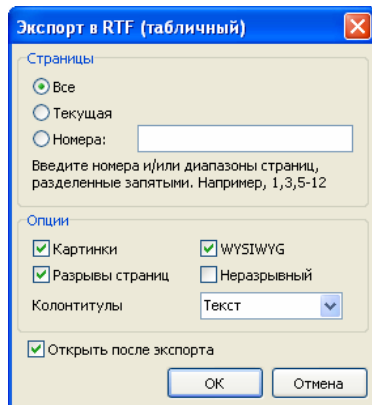 Экспорт в RTF (табличный)
Страницы
Все
Текущая
Номера:
Введите номера и/или диапазоны страниц,
разделенные запятыми. Например, 1,3,5-12
Опции
Картинки WYSIWYG
Разрывы страниц Неразрывный
Колонтитулы Текст
Открыть после экспорта
OK Отмена